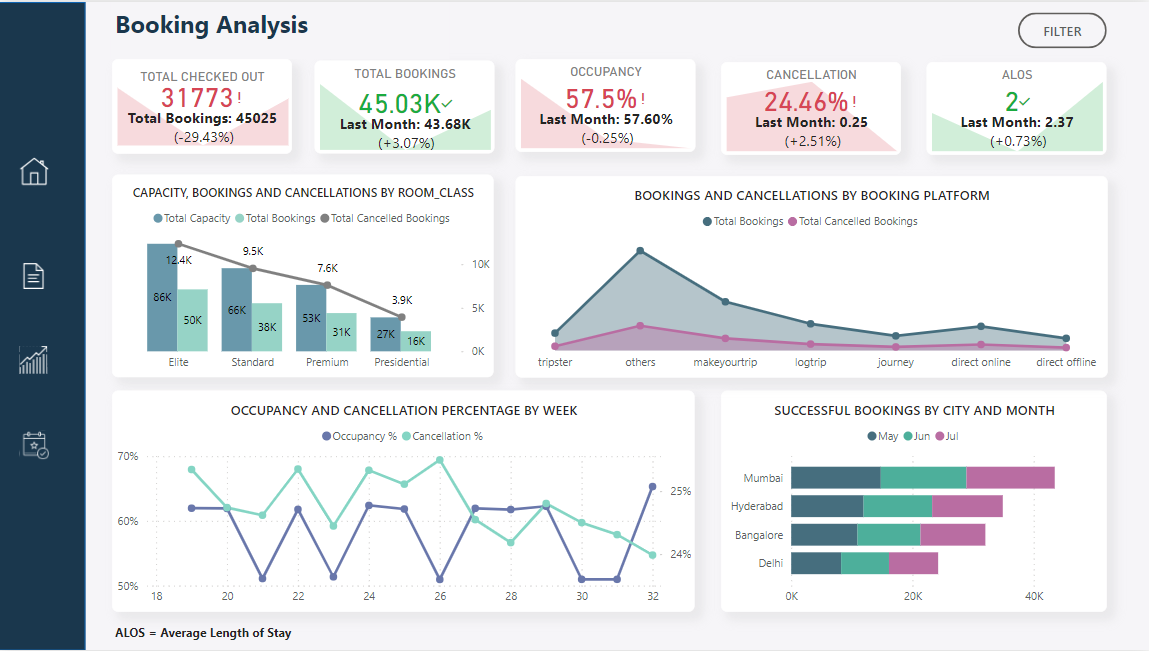 Booking Analysis
FILTER
TOTAL CHECKED OUT
31773!
Total Bookings: 45025
(-29.43%)
TOTAL BOOKINGS
45.03K✓
Last Month: 43.68K
(+3.07%)
OCCUPANCY
57.5%!
Last Month: 57.60%
(-0.25%)
CANCELLATION
24.46%!
Last Month: 0.25
(+2.51%)
ALOS
2✓
Last Month: 2.37
(+0.73%)
CAPACITY, BOOKINGS AND CANCELLATIONS BY ROOM_CLASS
Total Capacity Total Bookings Total Cancelled Bookings
12.4K 9.5K 7.6K 3.9K
86K 50K 66K 38K 53K 31K 27K 16K
10K
5K
0K
Elite Standard Premium Presidential
BOOKINGS AND CANCELLATIONS BY BOOKING PLATFORM
Total Bookings Total Cancelled Bookings
tripster others makeyourtrip logtrip journey direct online direct offline
OCCUPANCY AND CANCELLATION PERCENTAGE BY WEEK
Occupancy % Cancellation %
70%
60%
50%
25%
24%
18 20 22 24 26 28 30 32
SUCCESSFUL BOOKINGS BY CITY AND MONTH
May Jun Jul
Mumbai
Hyderabad
Bangalore
Delhi
0K 20K 40K
ALOS = Average Length of Stay